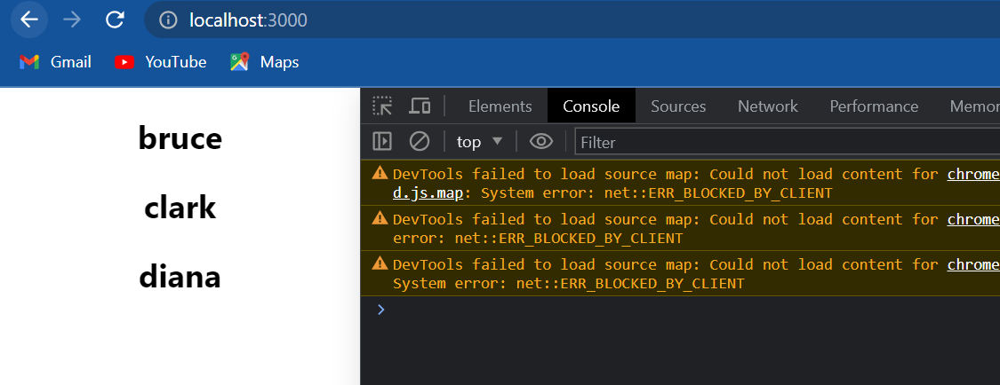 localhost:3000
Gmail YouTube Maps
bruce
clark
diana
Elements Console Sources Network Performance Memor
top Filter
DevTools failed to load source map: Could not load content for chrome
d.js.map: System error: net::ERR_BLOCKED_BY_CLIENT
DevTools failed to load source map: Could not load content for chrome
error: net::ERR_BLOCKED_BY_CLIENT
DevTools failed to load source map: Could not load content for chrome
System error: net::ERR_BLOCKED_BY_CLIENT